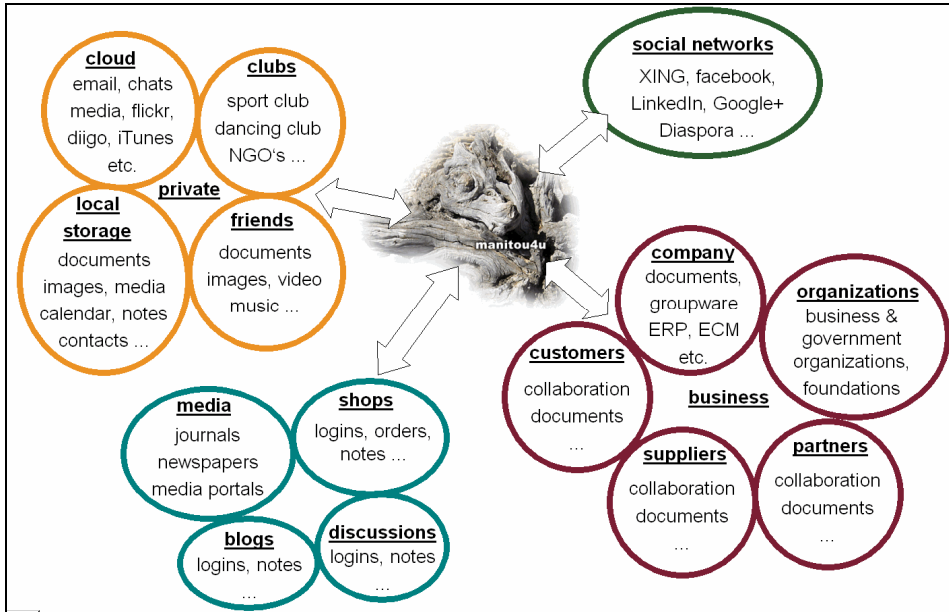 cloud
email, chats
media, flickr,
diigo, iTunes
etc.
clubs
sport club
dancing club
NGO‘s ...
private
local
storage
documents
images, media
calendar, notes
contacts ...
friends
documents
images, video
music ...
social networks
XING, facebook,
LinkedIn, Google+
Diaspora ...
manitou4u
company
documents,
groupware
ERP, ECM
etc.
organizations
business &
government
organizations,
foundations
customers
collaboration
documents
...
business
suppliers
collaboration
documents
...
partners
collaboration
documents
...
media
journals
newspapers
media portals
shops
logins, orders,
notes ...
blogs
logins, notes
...
discussions
logins, notes
...